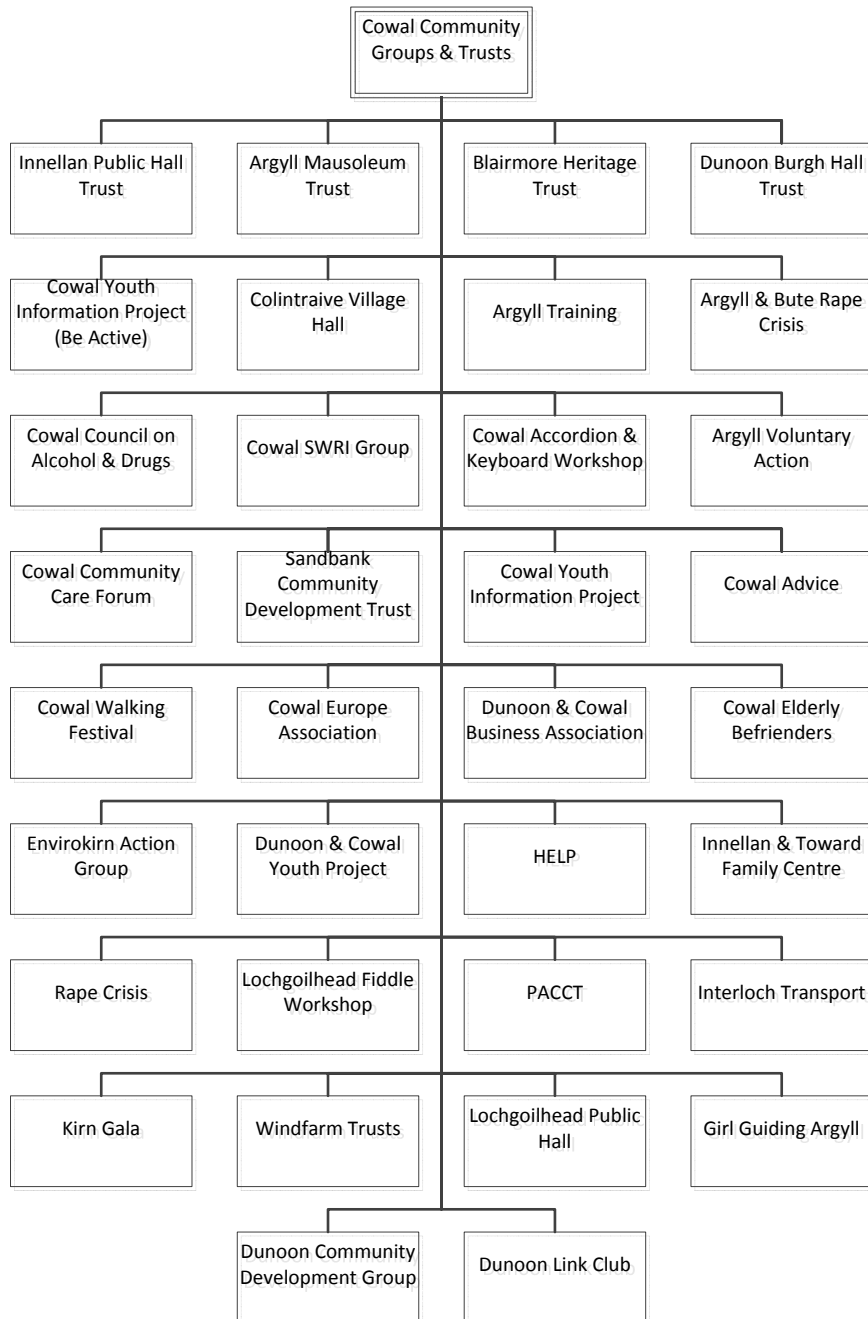 Cowal Community
Groups & Trusts
Innellan Public Hall
Trust
Argyll Mausoleum
Trust
Blairmore Heritage
Trust
Dunoon Burgh Hall
Trust
Cowal Youth
Information Project
(Be Active)
Colintraive Village
Hall
Argyll Training
Argyll & Bute Rape
Crisis
Cowal Council on
Alcohol & Drugs
Cowal SWRI Group
Cowal Accordion &
Keyboard Workshop
Argyll Voluntary
Action
Cowal Community
Care Forum
Sandbank
Community
Development Trust
Cowal Youth
Information Project
Cowal Advice
Cowal Walking
Festival
Cowal Europe
Association
Dunoon & Cowal
Business Association
Cowal Elderly
Befrienders
Envirokirn Action
Group
Dunoon & Cowal
Youth Project
HELP
Innellan & Toward
Family Centre
Rape Crisis
Lochgoilhead Fiddle
Workshop
PACCT
Interloch Transport
Kirn Gala
Windfarm Trusts
Lochgoilhead Public
Hall
Girl Guiding Argyll
Dunoon Community
Development Group
Dunoon Link Club